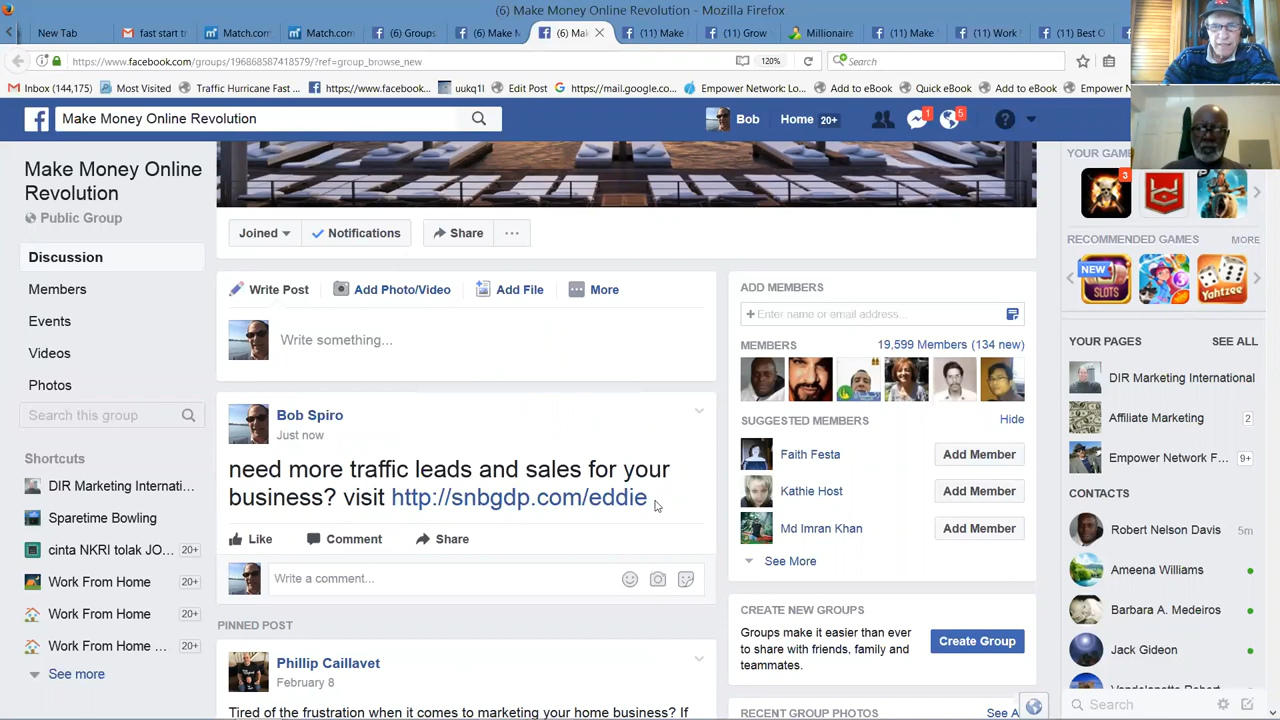 (6) Make Money Online Revolution - Mozilla Firefox
New Tab
fast start tr
Match.com
Match.com
(6) Groups
(6) Make
(6) Ma
(11) Make
(11) Grow
Millionaire
(11) Make
(11) Work
(11) Best O
https://www.facebook.com/groups/196868587418579/?ref=group_browse_new
120%
Search
Inbox (144,175)
Most Visited
Traffic Hurricane Fast ...
https://www.facebook...
jukq1l
Edit Post
https://mail.google.co...
Empower Network: Lo...
Add to eBook
Quick eBook
Add to eBook
Empower
Make Money Online Revolution
Bob
Home
20+
1
5
Make Money Online
Revolution
Public Group
Discussion
Members
Events
Videos
Photos
Search this group
Shortcuts
DIR Marketing Internati...
Sparetime Bowling
cinta NKRI tolak JO...
20+
Work From Home
20+
Work From Home
20+
Work From Home ...
20+
See more
Joined
Notifications
Share
...
Write Post
Add Photo/Video
Add File
More
Write something...
Bob Spiro
Just now
need more traffic leads and sales for your
business? visit http://snbgdp.com/eddie
Like
Comment
Share
Write a comment...
PINNED POST
Phillip Caillavet
February 8
Tired of the frustration when it comes to marketing your home business? If
ADD MEMBERS
Enter name or email address...
MEMBERS
19,599 Members (134 new)
SUGGESTED MEMBERS
Hide
Faith Festa
Add Member
Kathie Host
Add Member
Md Imran Khan
Add Member
See More
CREATE NEW GROUPS
Groups make it easier than ever
to share with friends, family and
teammates.
Create Group
RECENT GROUP PHOTOS
See A
YOUR GAM
3
RECOMMENDED GAMES
MORE
NEW
SLOTS
Yahtzee
YOUR PAGES
SEE ALL
DIR Marketing International
Affiliate Marketing
2
Empower Network F...
9+
CONTACTS
Robert Nelson Davis
5m
Ameena Williams
Barbara A. Medeiros
Jack Gideon
Search